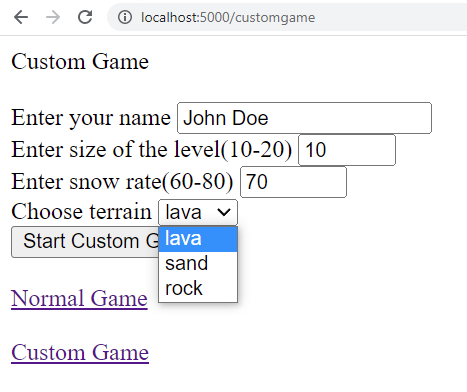 localhost:5000/customgame
Custom Game
Enter your name John Doe
Enter size of the level(10-20) 10
Enter snow rate(60-80) 70
Choose terrain lava
Start Custom G
lava
sand
rock
Normal Game
Custom Game